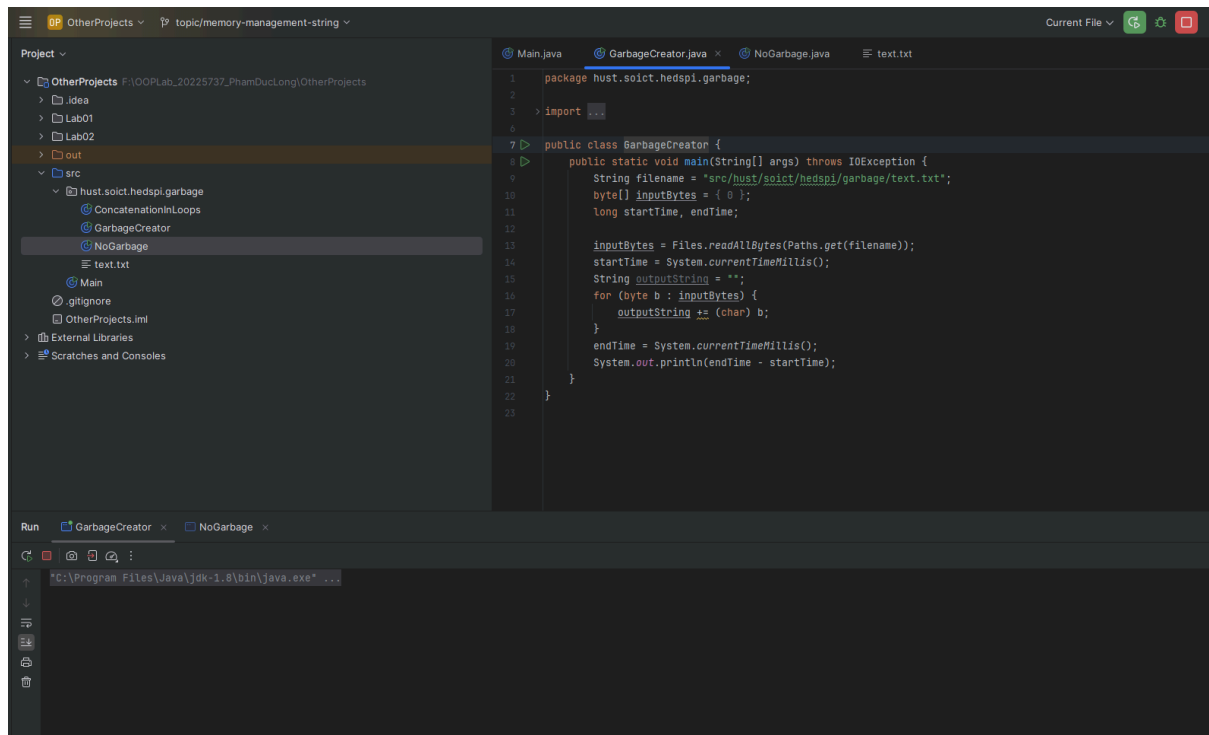 OP OtherProjects topic/memory-management-string Current File
Project
OtherProjects F:\OOPLab_20225737_PhamDucLong\OtherProjects
.idea
Lab01
Lab02
out
src
hust.soict.hedspi.garbage
ConcatenationInLoops
GarbageCreator
NoGarbage
text.txt
Main
.gitignore
OtherProjects.iml
External Libraries
Scratches and Consoles
Main.java GarbageCreator.java × NoGarbage.java text.txt
1 package hust.soict.hedspi.garbage;
2
3 > import ...
6
7 public class GarbageCreator {
8 public static void main(String[] args) throws IOException {
9 String filename = "src/hust/soict/hedspi/garbage/text.txt";
10 byte[] inputBytes = { 0 };
11 long startTime, endTime;
12
13 inputBytes = Files.readAllBytes(Paths.get(filename));
14 startTime = System.currentTimeMillis();
15 String outputString = "";
16 for (byte b : inputBytes) {
17 outputString += (char) b;
18 }
19 endTime = System.currentTimeMillis();
20 System.out.println(endTime - startTime);
21 }
22 }
23
Run GarbageCreator × NoGarbage ×
"C:\Program Files\Java\jdk-1.8\bin\java.exe" ...